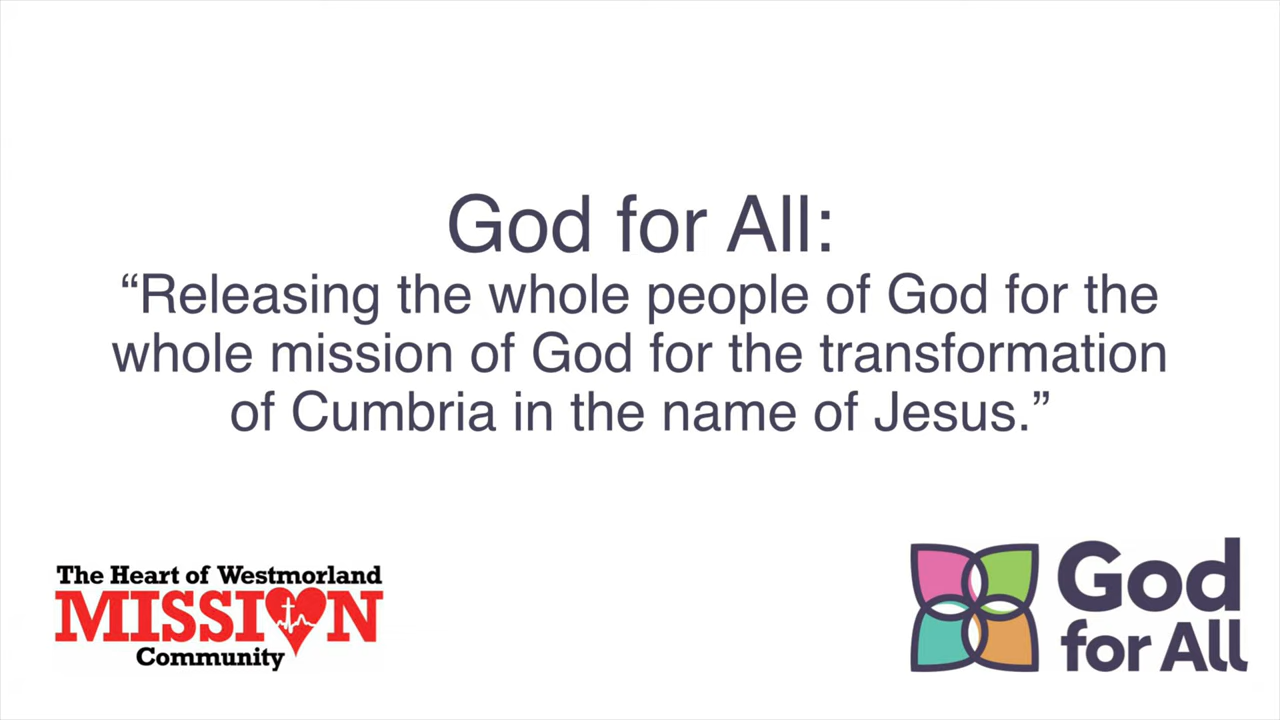 God for All:
“Releasing the whole people of God for the
whole mission of God for the transformation
of Cumbria in the name of Jesus.”
The Heart of Westmorland
MISSION
Community
God
for All